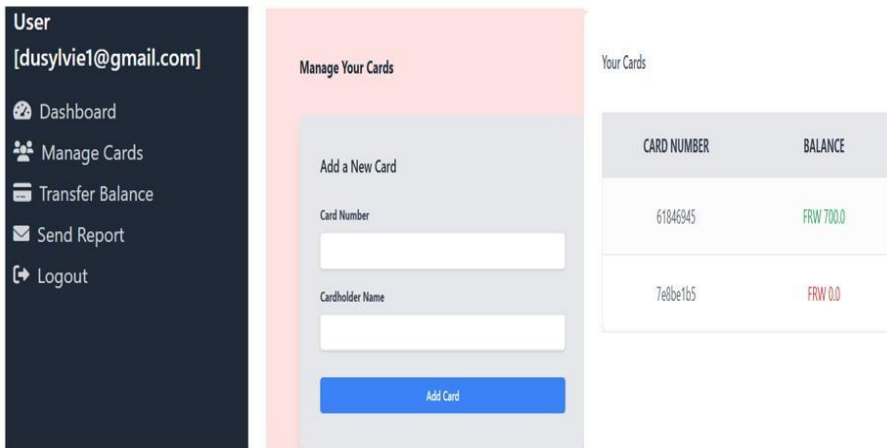 User
[dusylvie1@gmail.com]
Dashboard
Manage Cards
Transfer Balance
Send Report
Logout
Manage Your Cards
Add a New Card
Card Number
Cardholder Name
Add Card
Your Cards
CARD NUMBER BALANCE
61846945 FRW 700.0
7e8be1b5 FRW 0.0